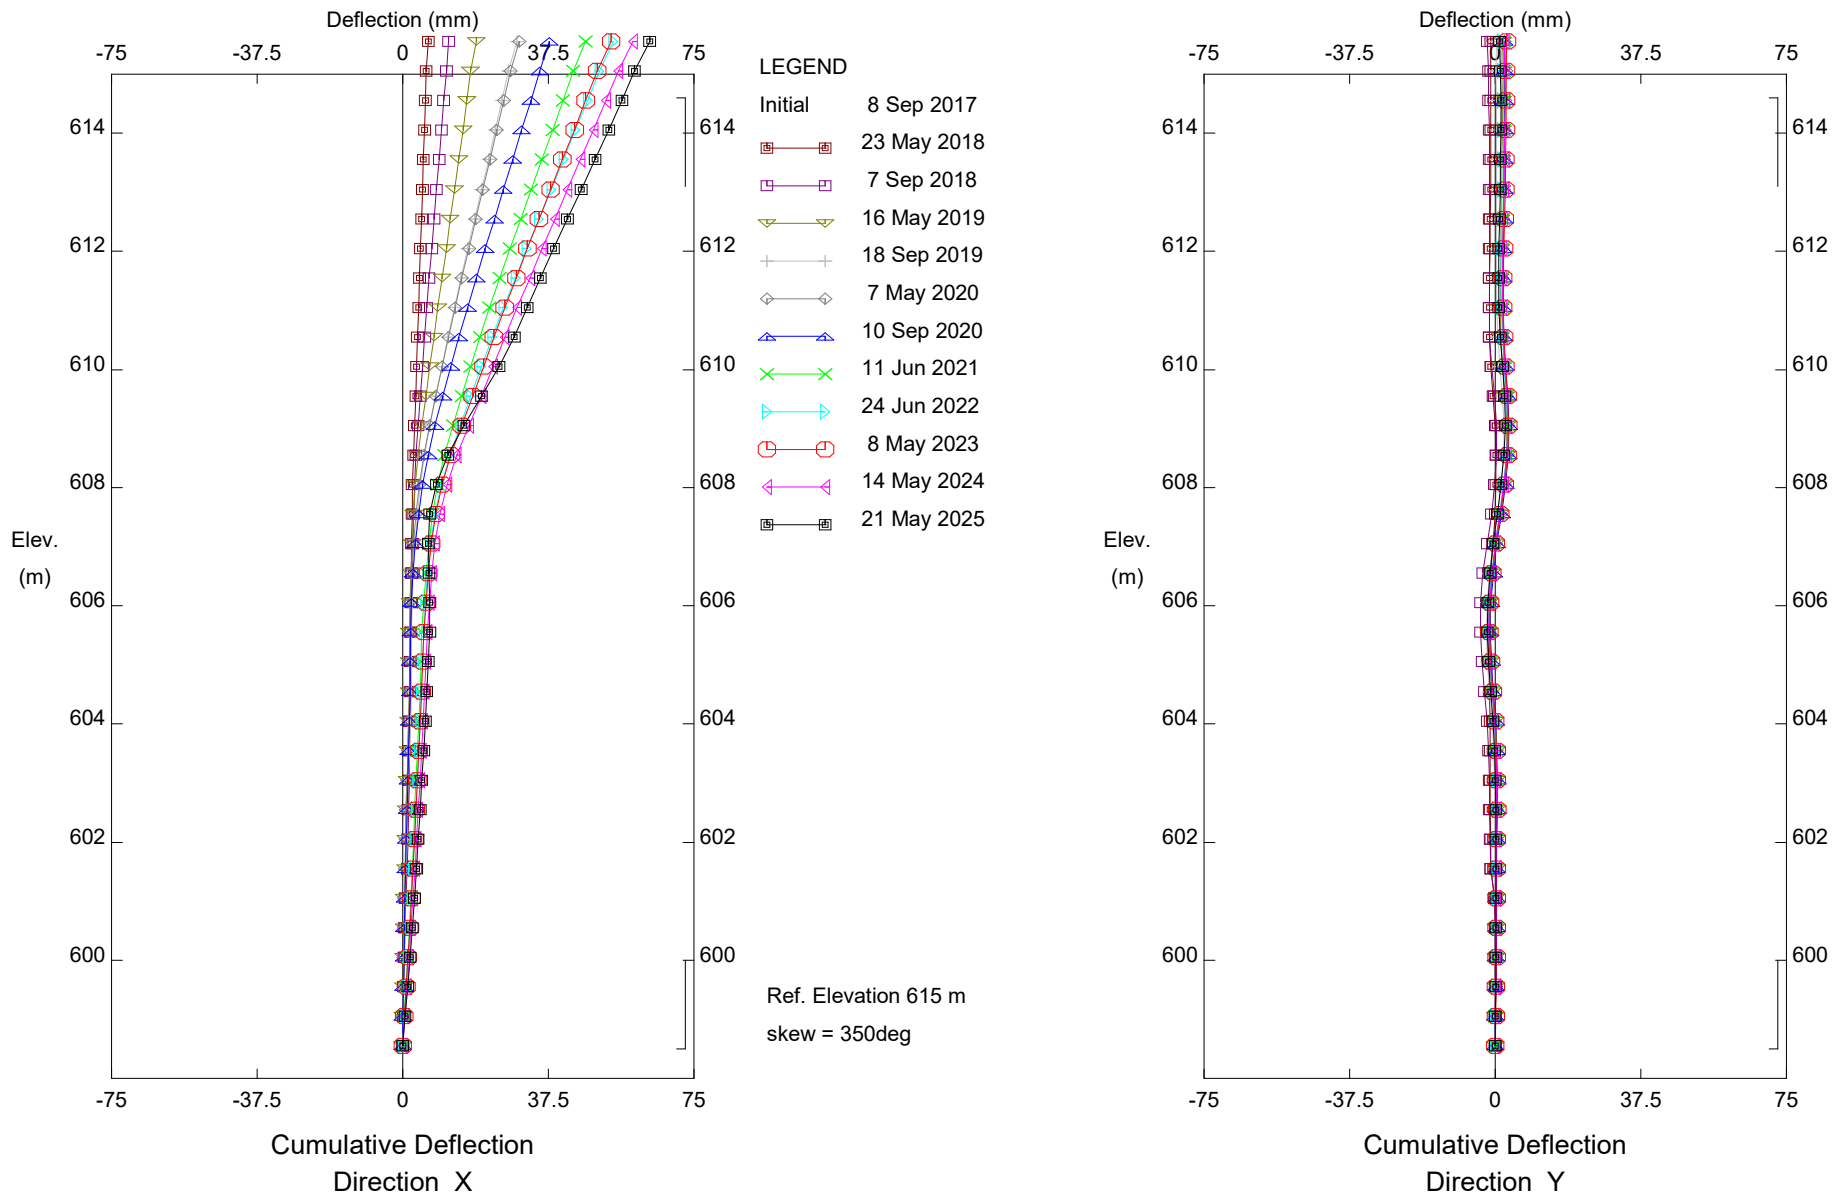 Deflection (mm)
-75 -37.5 0 37.5 75
614
612
610
608
606
604
602
600
Elev.
(m)
614
612
610
608
606
604
602
600
-75 -37.5 0 37.5 75
Cumulative Deflection
Direction X
LEGEND
Initial 8 Sep 2017
23 May 2018
7 Sep 2018
16 May 2019
18 Sep 2019
7 May 2020
10 Sep 2020
11 Jun 2021
24 Jun 2022
8 May 2023
14 May 2024
21 May 2025
Ref. Elevation 615 m
skew = 350deg
Deflection (mm)
-75 -37.5 0 37.5 75
614
612
610
608
606
604
602
600
Elev.
(m)
614
612
610
608
606
604
602
600
-75 -37.5 0 37.5 75
Cumulative Deflection
Direction Y